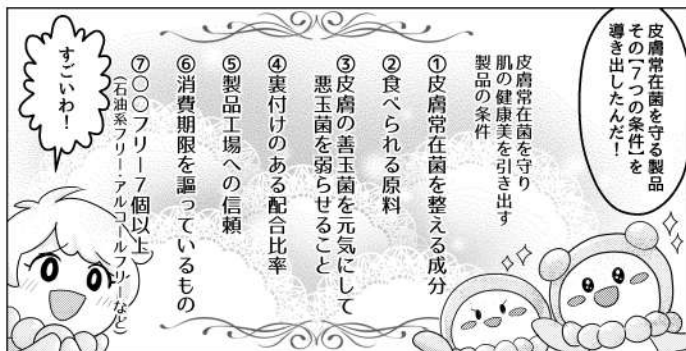 皮膚常在菌を守る製品
その【７つの条件】を
導き出したんだ！
皮膚常在菌を守り
肌の健康美を引き出す
製品の条件
①皮膚常在菌を整える成分
②食べられる原料
③皮膚の善玉菌を元気にして
悪玉菌を弱らせること
④裏付けのある配合比率
⑤製品工場への信頼
⑥消費期限を謳っているもの
⑦○○フリー７個以上
(石油系フリー・アルコールフリーなど)
すごいわ！